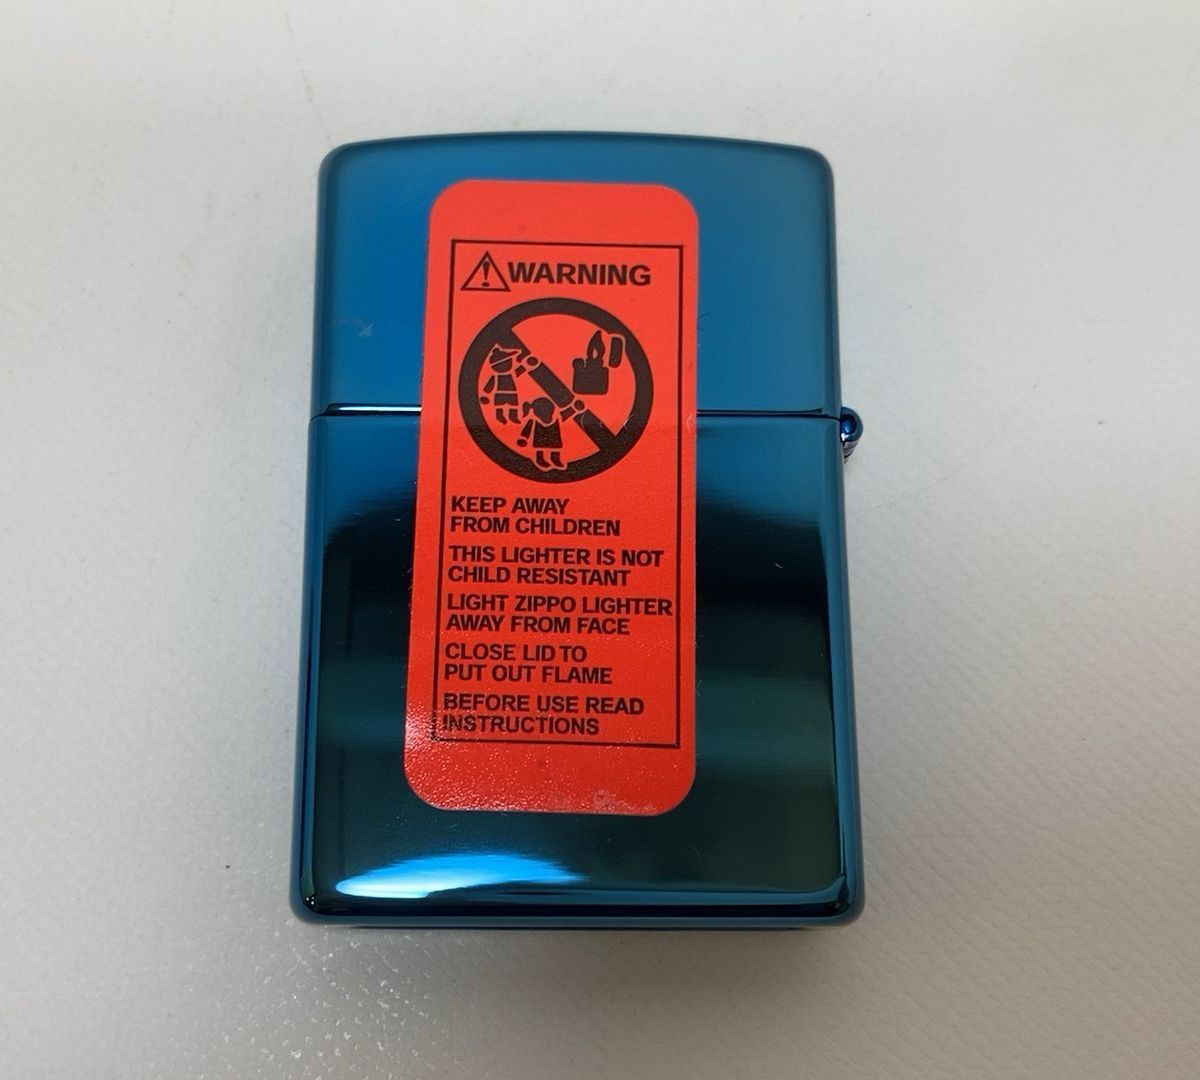 WARNING
KEEP AWAY
FROM CHILDREN
THIS LIGHTER IS NOT
CHILD RESISTANT
LIGHT ZIPPO LIGHTER
AWAY FROM FACE
CLOSE LID TO
PUT OUT FLAME
BEFORE USE READ
INSTRUCTIONS